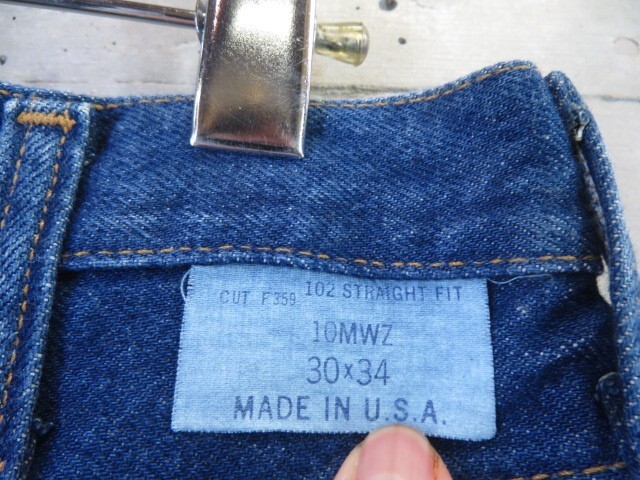 CUT F359 102 STRAIGHT FIT
10MWZ
30x34
MADE IN U.S.A.